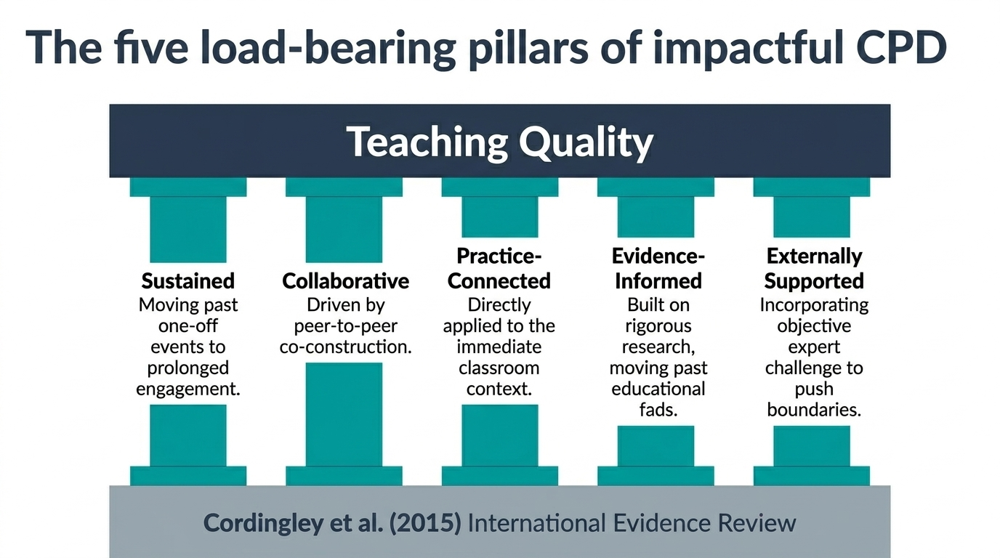 The five load-bearing pillars of impactful CPD
Teaching Quality
Sustained
Moving past
one-off
events to
prolonged
engagement.
Collaborative
Driven by
peer-to-peer
co-construction.
Practice-
Connected
Directly
applied to the
immediate
classroom
context.
Evidence-
Informed
Built on
rigorous
research,
moving past
educational
fads.
Externally
Supported
Incorporating
objective
expert
challenge to
push
boundaries.
Cordingley et al. (2015) International Evidence Review